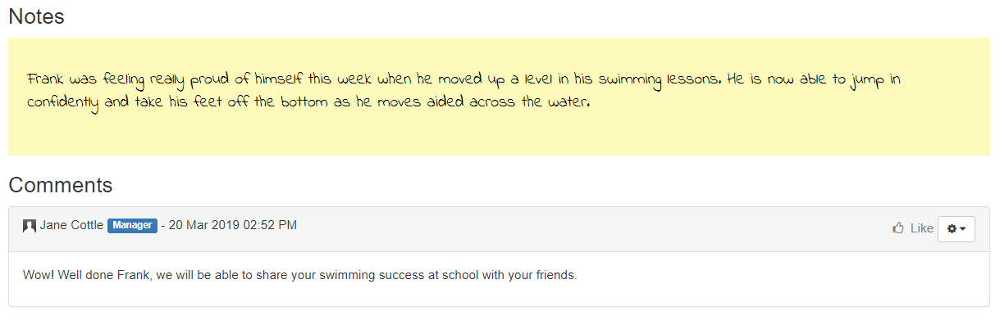 Notes
Frank was feeling really proud of himself this week when he moved up a level in his swimming lessons. He is now able to jump in
confidently and take his feet off the bottom as he moves aided across the water.
Comments
Jane Cottle Manager - 20 Mar 2019 02:52 PM Like
Wow! Well done Frank, we will be able to share your swimming success at school with your friends.